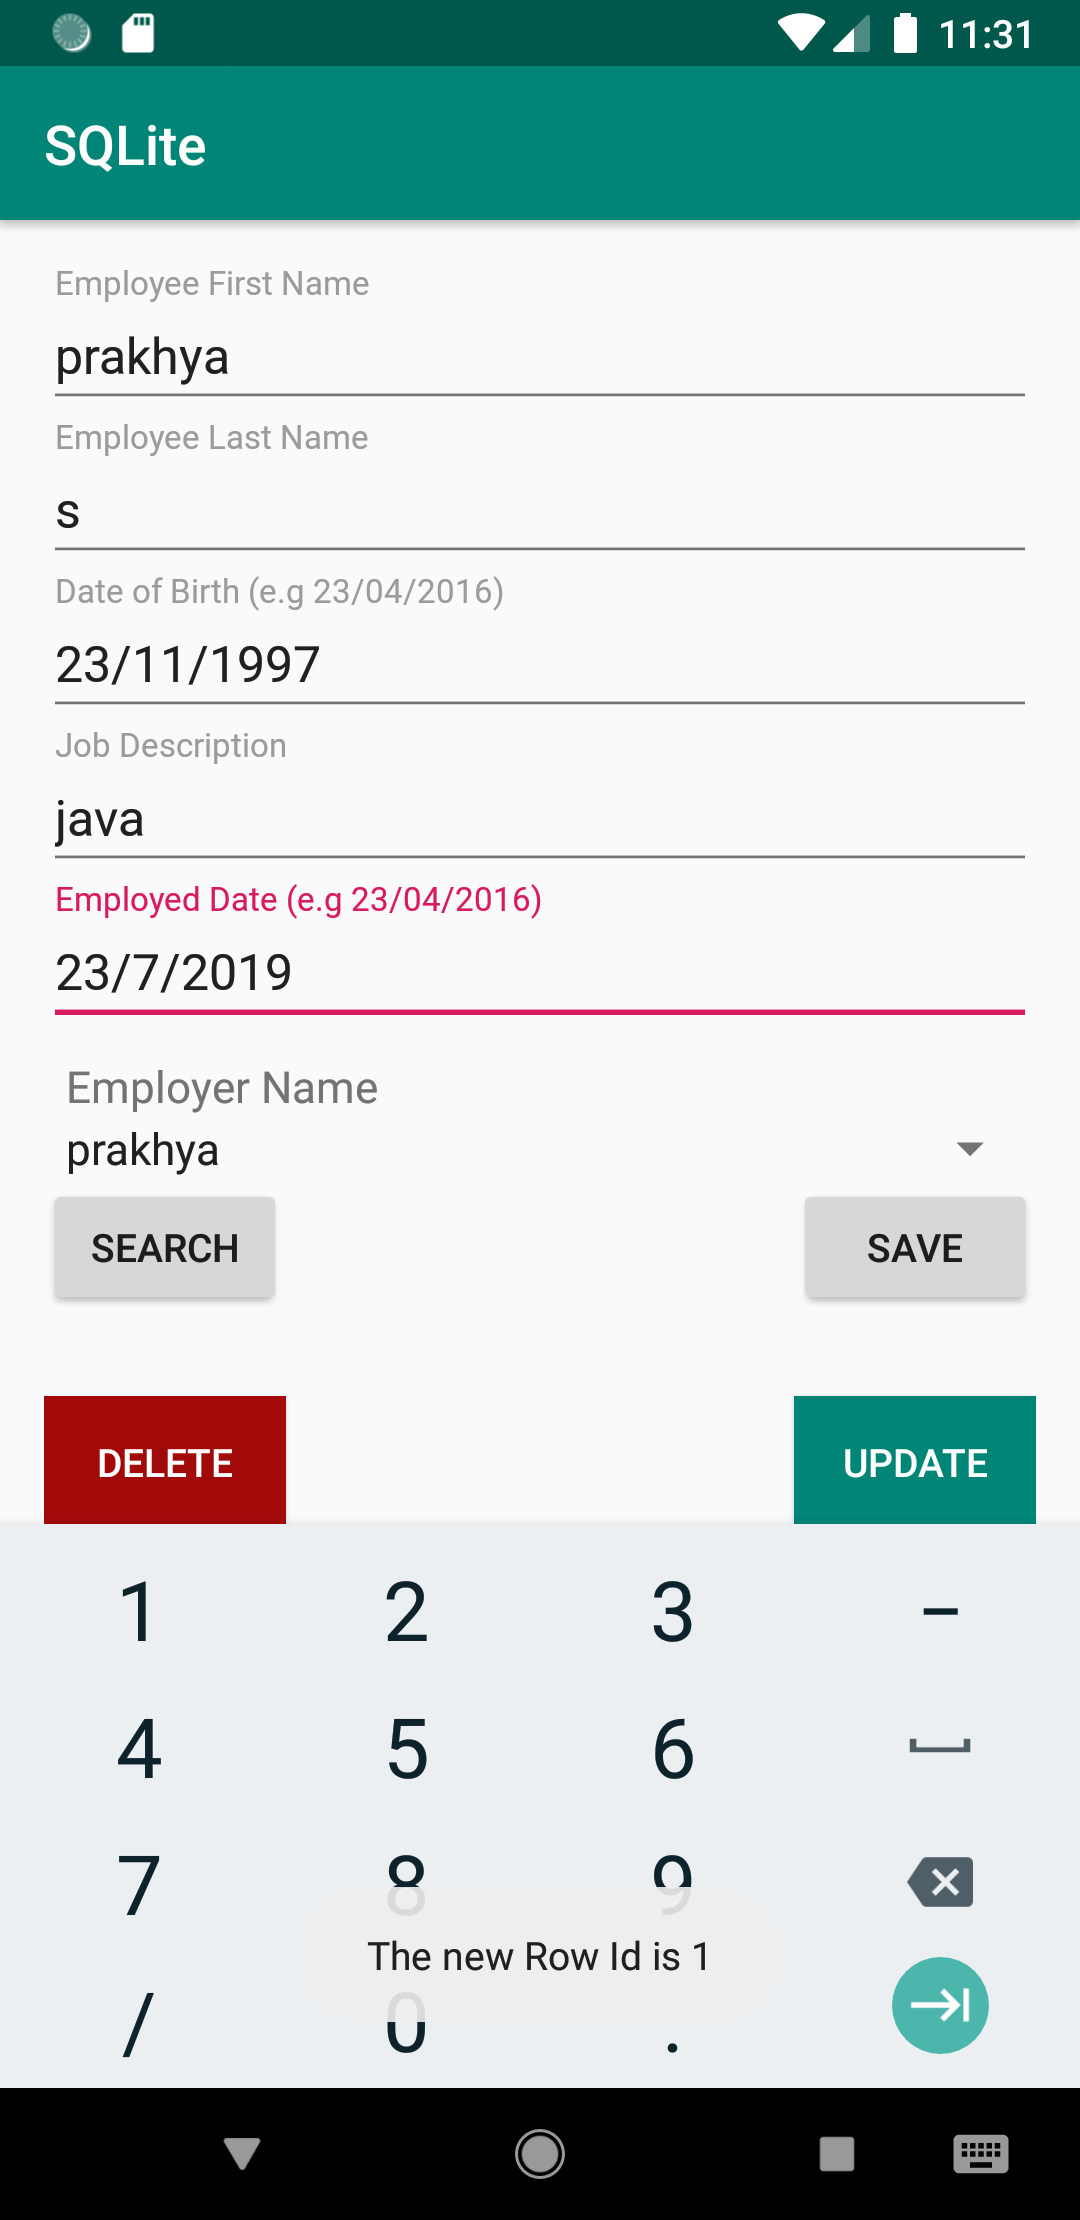 11:31
SQLite
Employee First Name
prakhya
Employee Last Name
s
Date of Birth (e.g 23/04/2016)
23/11/1997
Job Description
java
Employed Date (e.g 23/04/2016)
23/7/2019
Employer Name
prakhya
SEARCH SAVE
DELETE UPDATE
1 2 3 –
4 5 6
7 8 9
The new Row Id is 1
/ 0 .